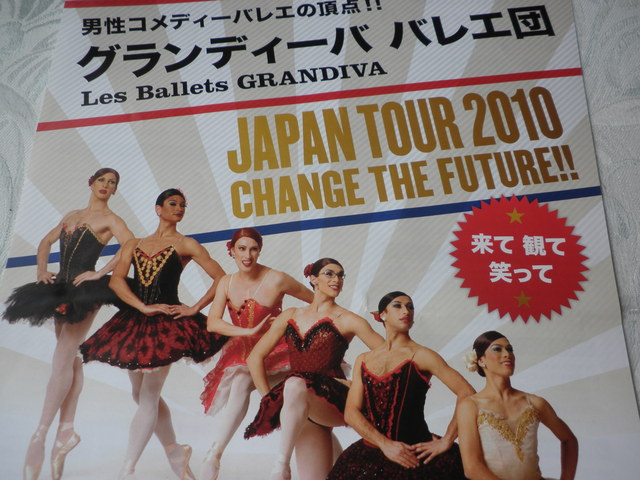 男性コメディーバレエの頂点!!
グランディーババレエ団
Les Ballets GRANDIVA
JAPAN TOUR 2010
CHANGE THE FUTURE!!
来て 観て
笑って